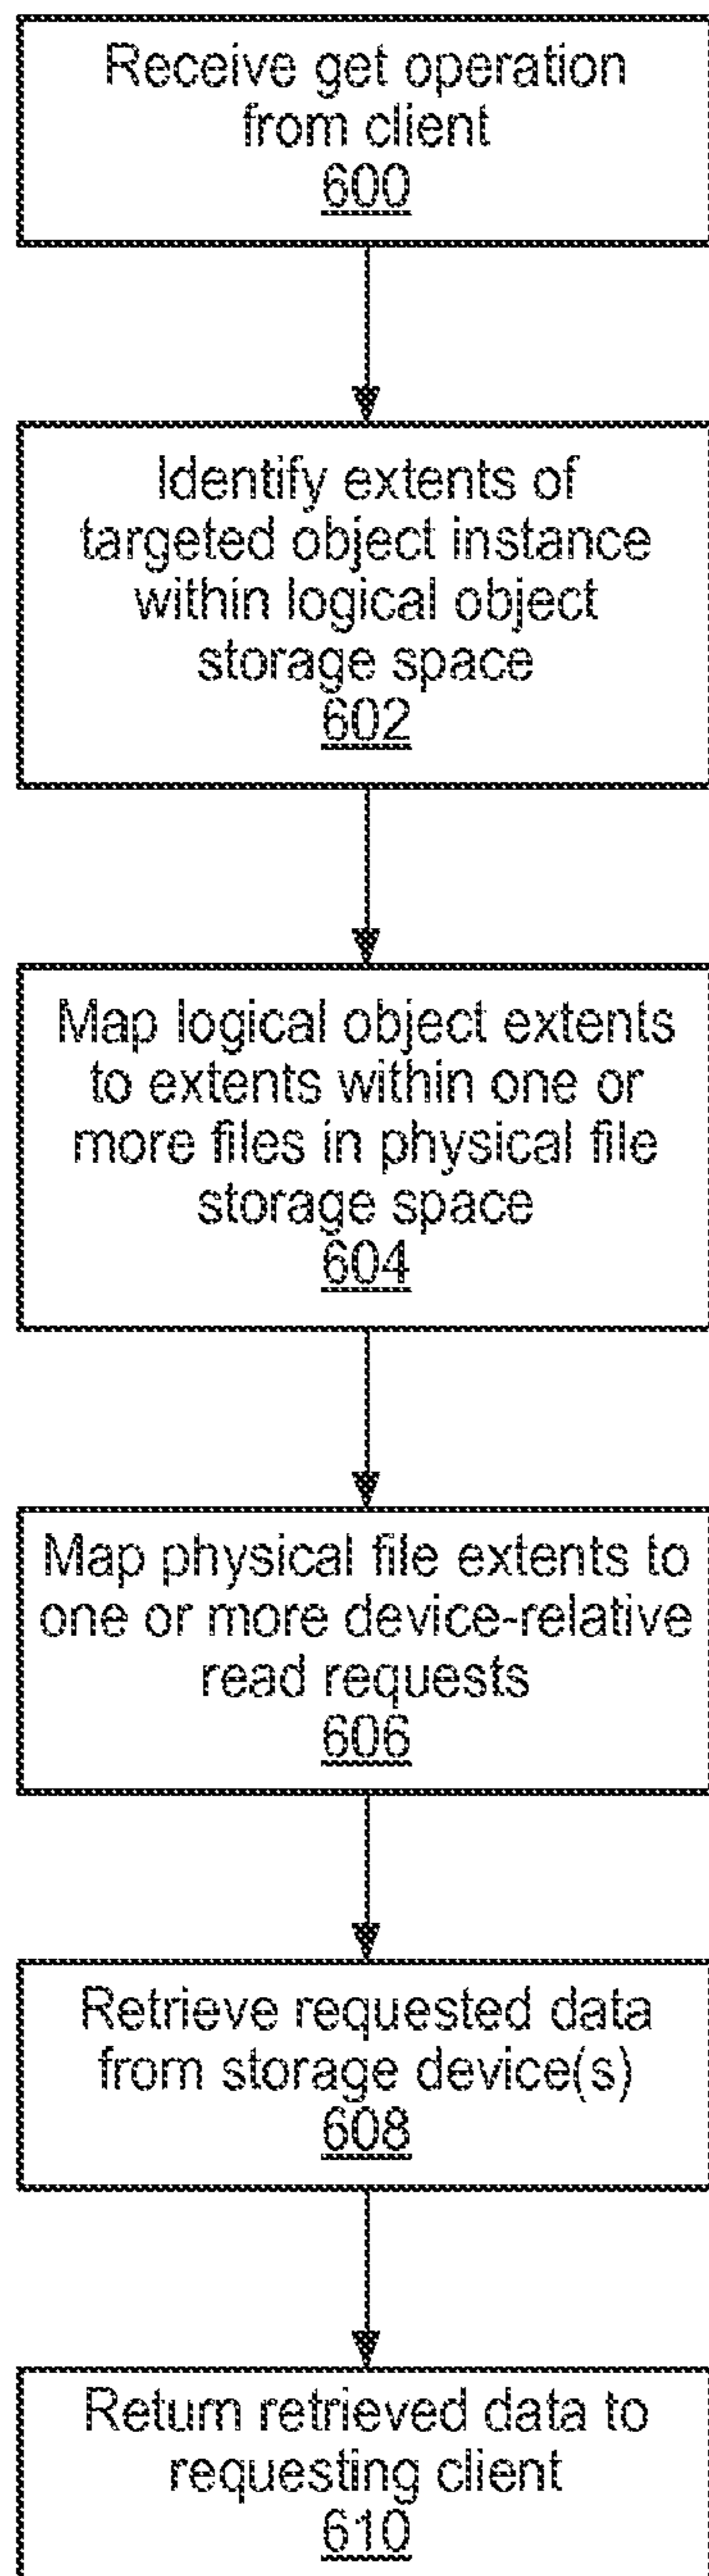 Receive get operation
from client
600
Identify extents of
targeted object instance
within logical object
storage space
602
Map logical object extents
to extents within one or
more files in physical file
storage space
604
Map physical file extents to
one or more device-relative
read requests
606
Retrieve requested data
from storage device(s)
608
Return retrieved data to
requesting client
610